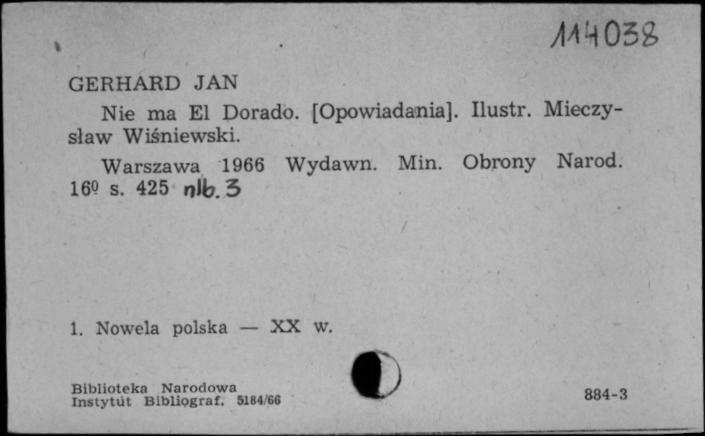 114038
GERHARD JAN
Nie ma El Dorado. [Opowiadania]. Ilustr. Mieczy-
sław Wiśniewski.
Warszawa 1966 Wydawn. Min. Obrony Narod.
16º s. 425 nlb. 3
1. Nowela polska — XX w.
Biblioteka Narodowa
Instytut Bibliograf. 5184/66
884-3